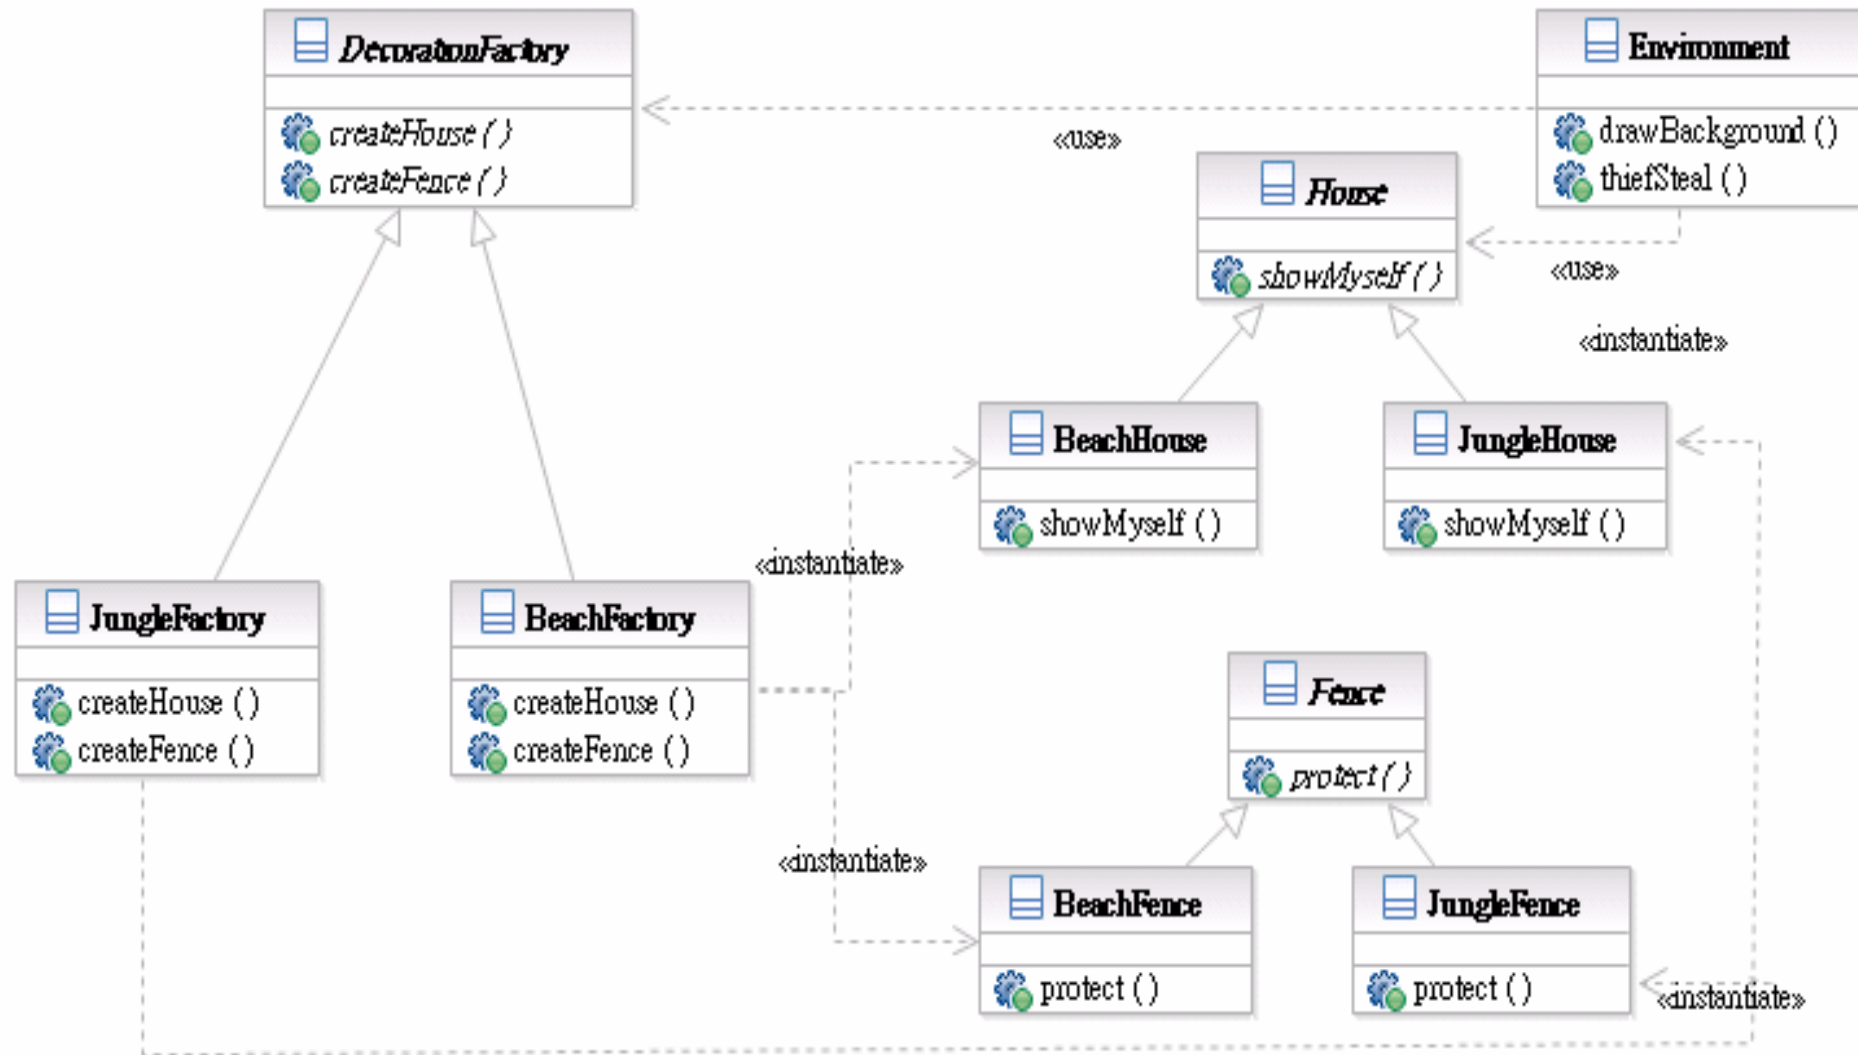 DecorationFactory
createHouse ( )
createFence ( )
Environment
drawBackground ( )
thiefSteal ( )
«use»
House
showMyself ( )
«use»
«instantiate»
BeachHouse
showMyself ( )
JungleHouse
showMyself ( )
«instantiate»
JungleFactory
createHouse ( )
createFence ( )
BeachFactory
createHouse ( )
createFence ( )
Fence
protect ( )
«instantiate»
BeachFence
protect ( )
JungleFence
protect ( )
«instantiate»